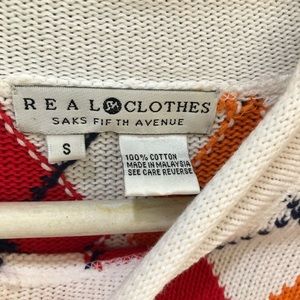 REAL CLOTHES
SAKS FIFTH AVENUE
S
100% COTTON
MADE IN MALAYSIA
SEE CARE REVERSE